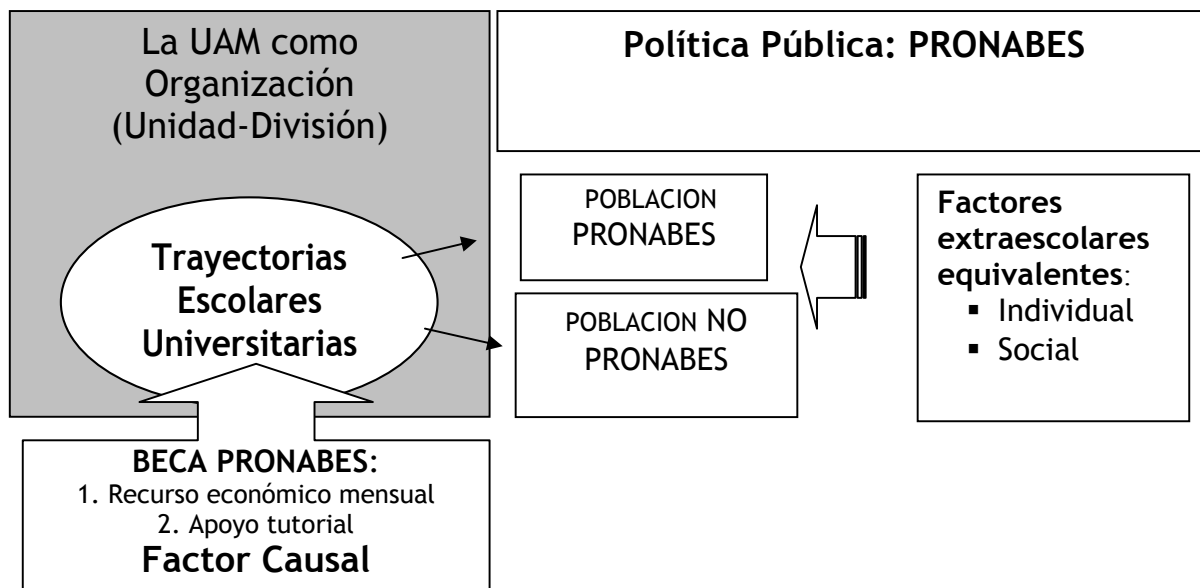 La UAM como
Organización
(Unidad-División)
Política Pública: PRONABES
Trayectorias
Escolares
Universitarias
POBLACION
PRONABES
POBLACION NO
PRONABES
Factores
extraescolares
equivalentes:
▪ Individual
▪ Social
BECA PRONABES:
1. Recurso económico mensual
2. Apoyo tutorial
Factor Causal